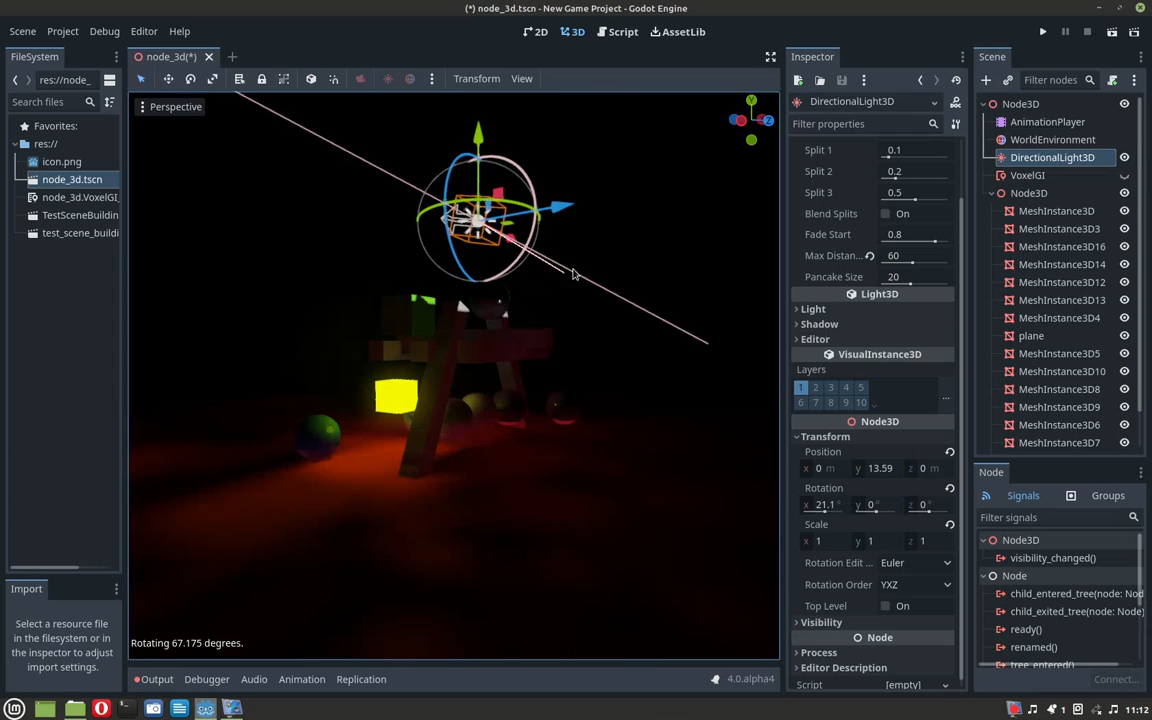 (*) node_3d.tscn - New Game Project - Godot Engine
Scene Project Debug Editor Help
2D 3D Script AssetLib
FileSystem
res://node_
Search files
Favorites:
res://
icon.png
node_3d.tscn
node_3d.VoxelGI_
TestSceneBuildin
test_scene_buildi
Import
Select a resource file
in the filesystem or in
the inspector to adjust
import settings.
node_3d(*)
Transform View
Perspective
Y
Z
Rotating 67.175 degrees.
Output Debugger Audio Animation Replication 4.0.alpha4
Inspector
DirectionalLight3D
Filter properties
Split 1 0.1
Split 2 0.2
Split 3 0.5
Blend Splits On
Fade Start 0.8
Max Distan... 60
Pancake Size 20
Light3D
Light
Shadow
Editor
VisualInstance3D
Layers
1 2 3 4 5
6 7 8 9 10
...
Node3D
Transform
Position
x 0 m y 13.59 z 0 m
Rotation
x 21.1° y 0° z 0°
Scale
x 1 y 1 z 1
Rotation Edit ... Euler
Rotation Order YXZ
Top Level On
Visibility
Node
Process
Editor Description
Script [empty]
Scene
Filter nodes
Node3D
AnimationPlayer
WorldEnvironment
DirectionalLight3D
VoxelGI
Node3D
MeshInstance3D
MeshInstance3D3
MeshInstance3D16
MeshInstance3D14
MeshInstance3D12
MeshInstance3D13
MeshInstance3D4
plane
MeshInstance3D5
MeshInstance3D10
MeshInstance3D8
MeshInstance3D9
MeshInstance3D6
MeshInstance3D7
Node
Signals Groups
Filter signals
Node3D
visibility_changed()
Node
child_entered_tree(node: Nod
child_exited_tree(node: Node)
ready()
renamed()
tree_entered()
Connect...
1 11:12